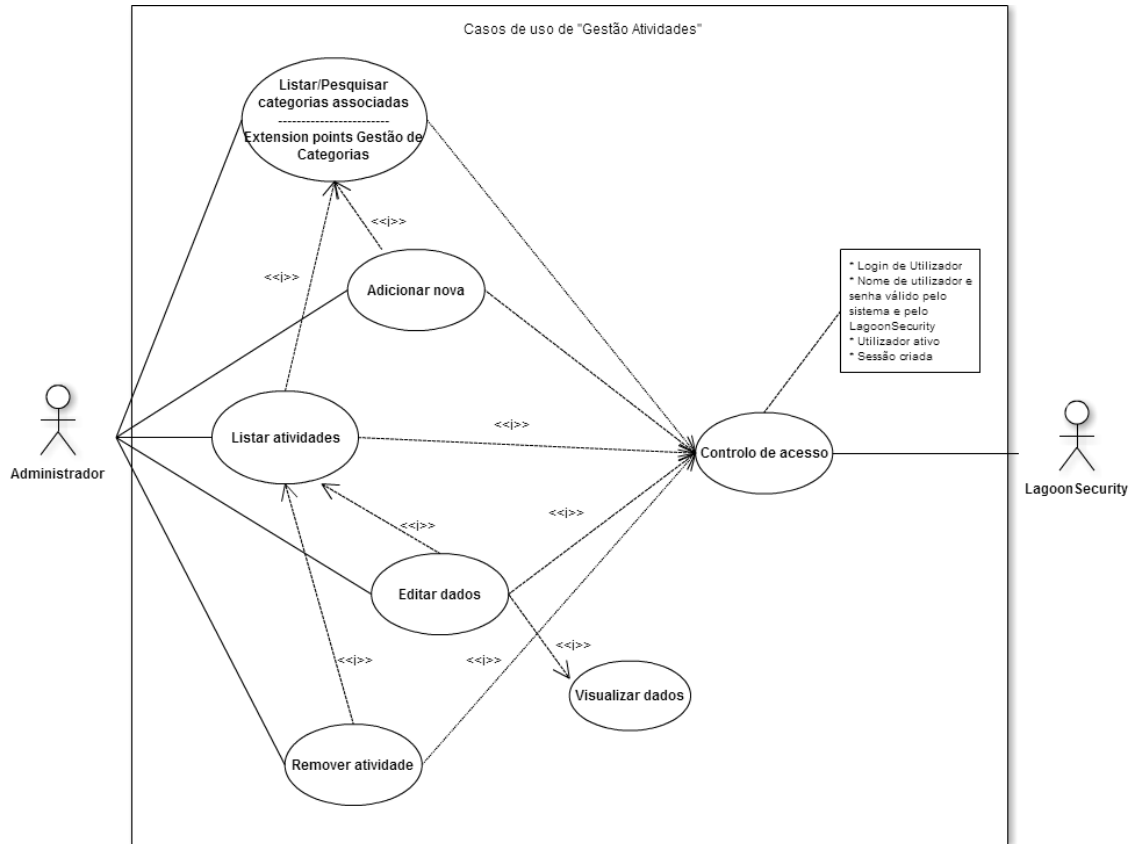 Casos de uso de "Gestão Atividades"
Listar/Pesquisar
categorias associadas
------------------------
Extension points Gestão de
Categorias
<<i>>
<<i>>
Adicionar nova
* Login de Utilizador
* Nome de utilizador e
senha válido pelo
sistema e pelo
LagoonSecurity
* Utilizador ativo
* Sessão criada
Listar atividades
<<i>>
Controlo de acesso
Administrador
LagoonSecurity
<<i>>
<<i>>
Editar dados
<<i>>
<<i>>
<<i>>
Visualizar dados
Remover atividade